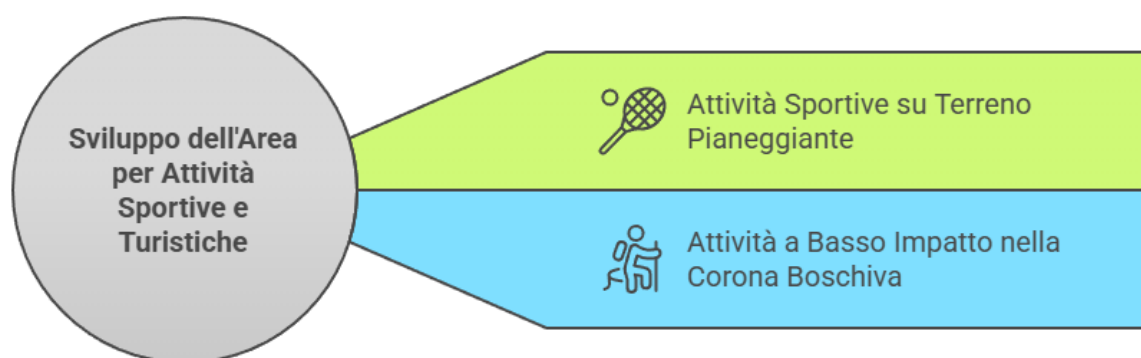 Sviluppo dell'Area
per Attività
Sportive e
Turistiche
Attività Sportive su Terreno
Pianeggiante
Attività a Basso Impatto nella
Corona Boschiva